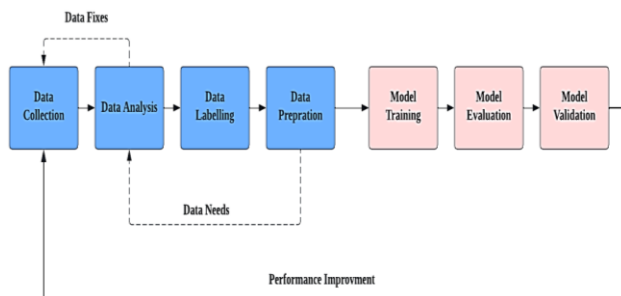 Data Fixes
Data
Collection
Data Analysis
Data
Labelling
Data
Prepration
Model
Training
Model
Evaluation
Model
Validation
Data Needs
Performance Improvment